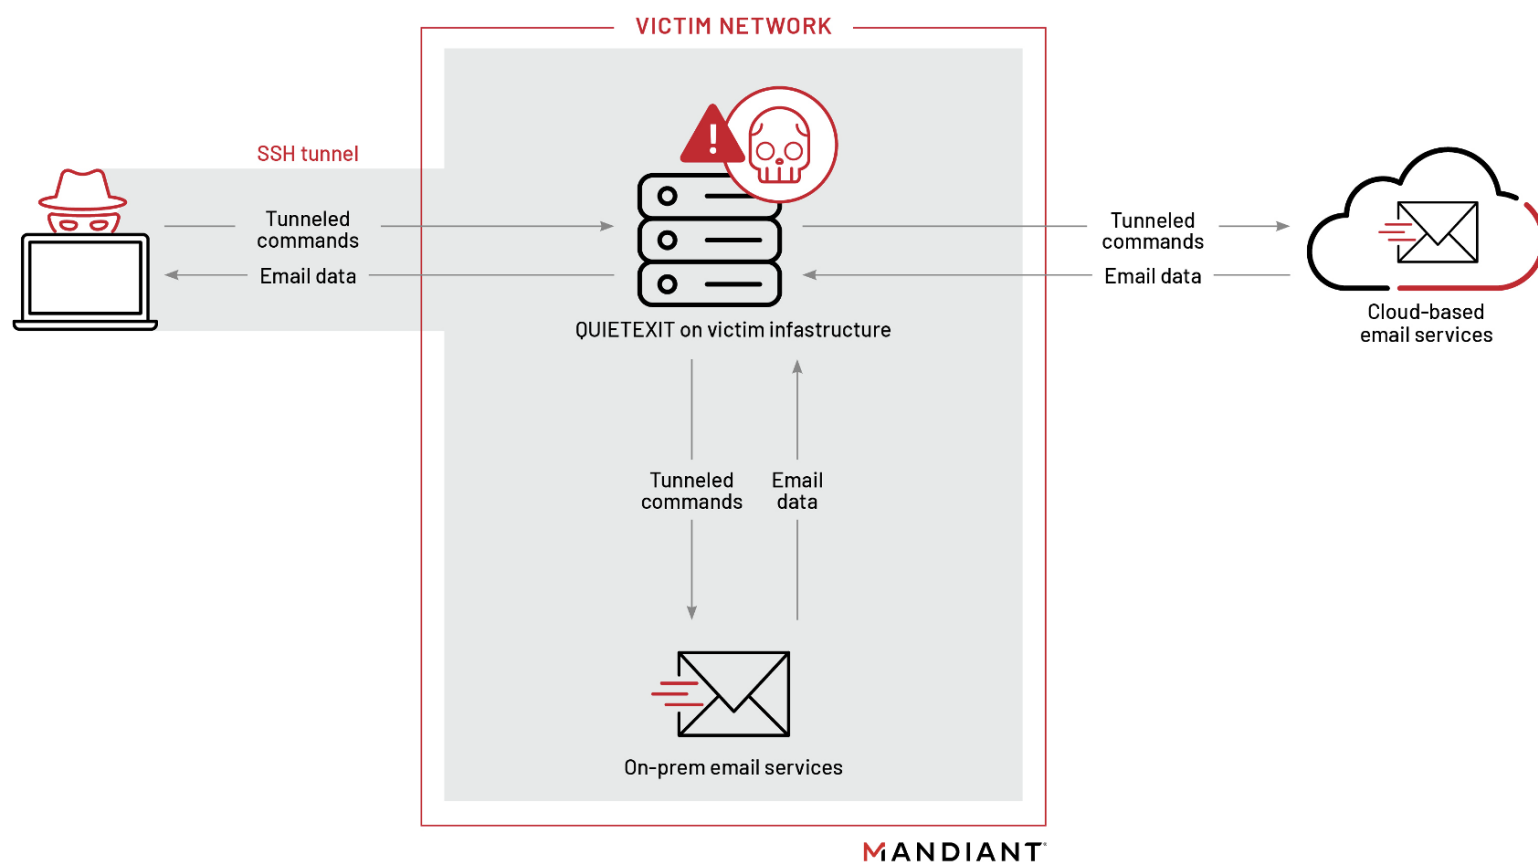 VICTIM NETWORK
SSH tunnel
Tunneled
commands
Email data
Tunneled
commands
Email data
QUIETEXIT on victim infastructure
Cloud-based
email services
Tunneled
commands
Email
data
On-prem email services
MANDIANT